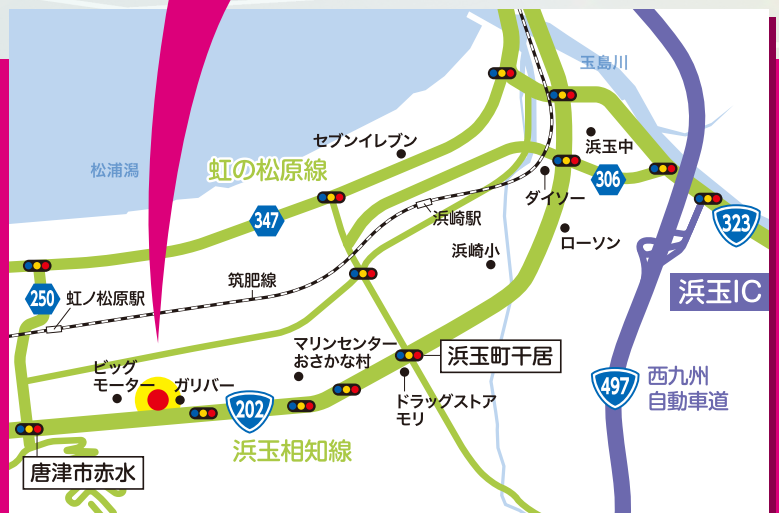 玉島川
セブンイレブン
浜玉中
松浦潟
虹の松原線
306
ダイソー
347
浜崎駅
323
ローソン
浜崎小
筑肥線
250
虹ノ松原駅
浜玉IC
マリンセンター
おさかな村
浜玉町干居
ビッグ
モーター
ガリバー
497
西九州
自動車道
202
ドラッグストア
モリ
浜玉相知線
唐津市赤水